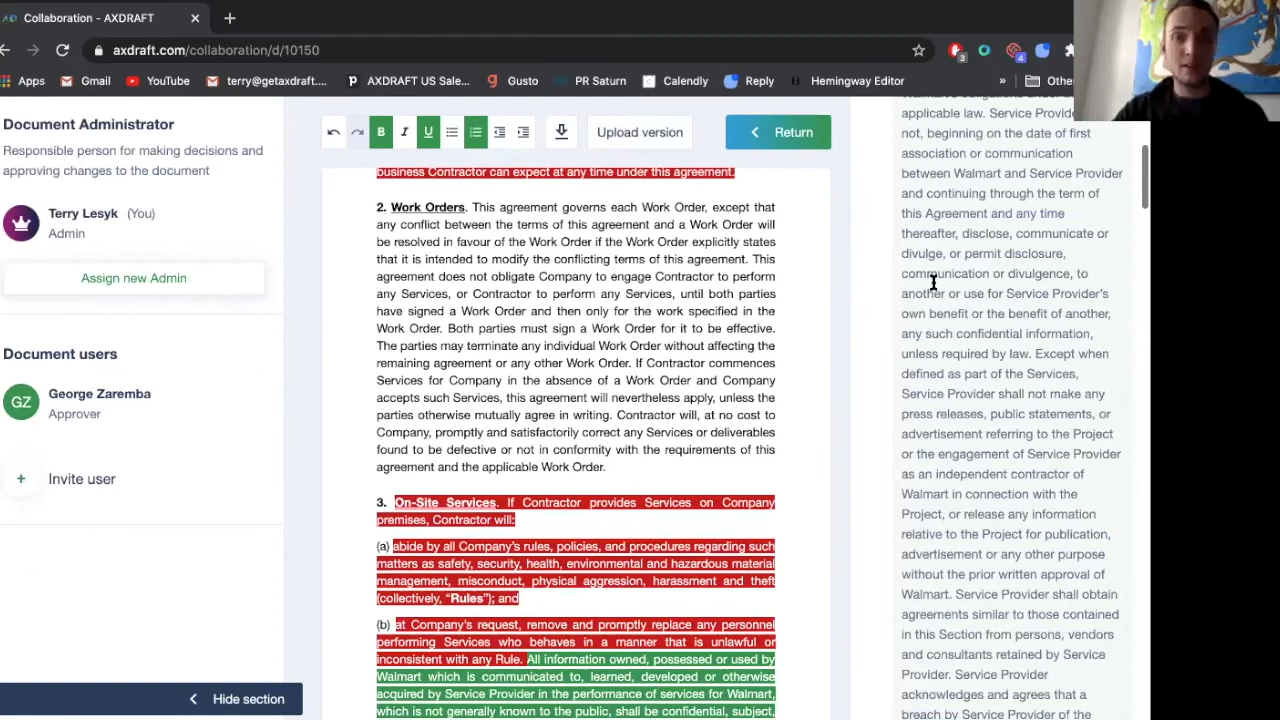 Collaboration - AXDRAFT
axdraft.com/collaboration/d/10150
3
4
Apps
Gmail
YouTube
terry@getaxdraft....
AXDRAFT US Sale...
Gusto
PR Saturn
Calendly
Reply
Hemingway Editor
»
Othe
Document Administrator
Responsible person for making decisions and
approving changes to the document
Terry Lesyk (You)
Admin
Assign new Admin
Document users
GZ
George Zaremba
Approver
+ Invite user
Hide section
B I U
Upload version
Return
business Contractor can expect at any time under this agreement.
2. Work Orders. This agreement governs each Work Order, except that
any conflict between the terms of this agreement and a Work Order will
be resolved in favour of the Work Order if the Work Order explicitly states
that it is intended to modify the conflicting terms of this agreement. This
agreement does not obligate Company to engage Contractor to perform
any Services, or Contractor to perform any Services, until both parties
have signed a Work Order and then only for the work specified in the
Work Order. Both parties must sign a Work Order for it to be effective.
The parties may terminate any individual Work Order without affecting the
remaining agreement or any other Work Order. If Contractor commences
Services for Company in the absence of a Work Order and Company
accepts such Services, this agreement will nevertheless apply, unless the
parties otherwise mutually agree in writing. Contractor will, at no cost to
Company, promptly and satisfactorily correct any Services or deliverables
found to be defective or not in conformity with the requirements of this
agreement and the applicable Work Order.
3. On-Site Services. If Contractor provides Services on Company
premises, Contractor will:
(a) abide by all Company's rules, policies, and procedures regarding such
matters as safety, security, health, environmental and hazardous material
management, misconduct, physical aggression, harassment and theft
(collectively, “Rules”); and
(b) at Company's request, remove and promptly replace any personnel
performing Services who behaves in a manner that is unlawful or
inconsistent with any Rule. All information owned, possessed or used by
Walmart which is communicated to, learned, developed or otherwise
acquired by Service Provider in the performance of services for Walmart,
which is not generally known to the public, shall be confidential, subject,
applicable law. Service Provide
not, beginning on the date of first
association or communication
between Walmart and Service Provider
and continuing through the term of
this Agreement and any time
thereafter, disclose, communicate or
divulge, or permit disclosure,
communication or divulgence, to
another or use for Service Provider's
own benefit or the benefit of another,
any such confidential information,
unless required by law. Except when
defined as part of the Services,
Service Provider shall not make any
press releases, public statements, or
advertisement referring to the Project
or the engagement of Service Provider
as an independent contractor of
Walmart in connection with the
Project, or release any information
relative to the Project for publication,
advertisement or any other purpose
without the prior written approval of
Walmart. Service Provider shall obtain
agreements similar to those contained
in this Section from persons, vendors
and consultants retained by Service
Provider. Service Provider
acknowledges and agrees that a
breach by Service Provider of the